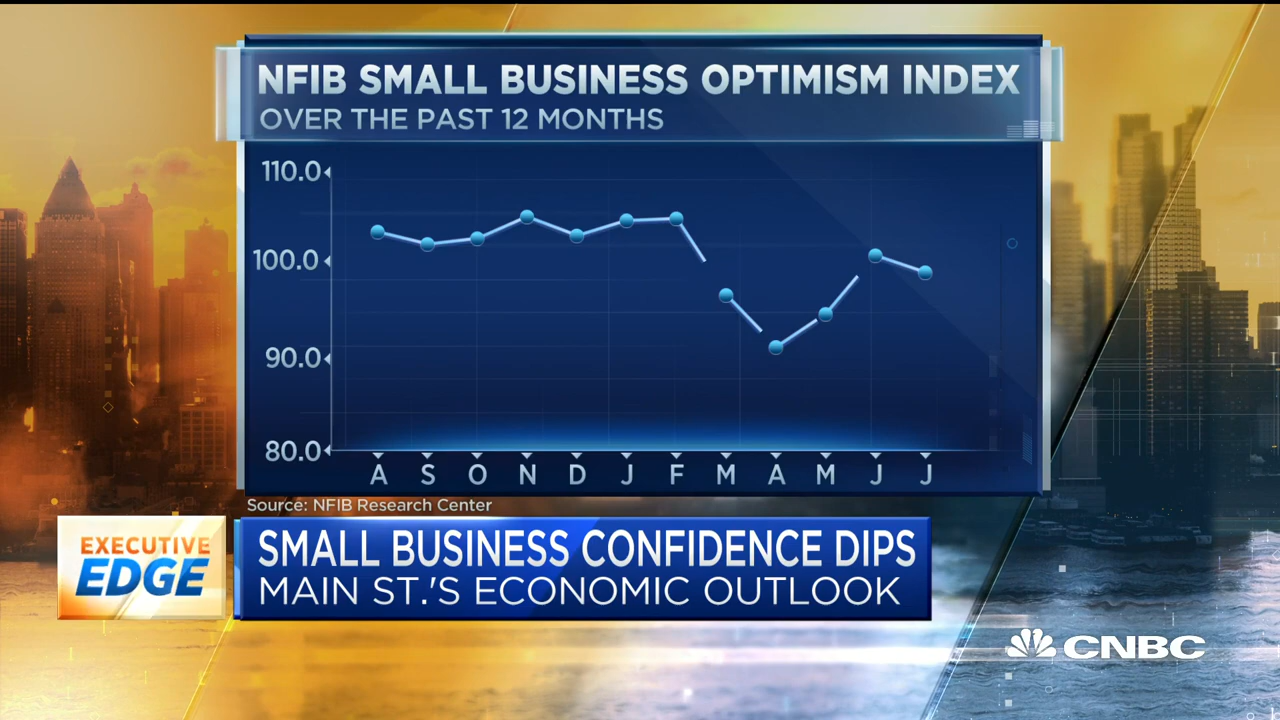 NFIB SMALL BUSINESS OPTIMISM INDEX
OVER THE PAST 12 MONTHS
110.0
100.0
90.0
80.0
A S O N D J F M A M J J
Source: NFIB Research Center
EXECUTIVE
EDGE
SMALL BUSINESS CONFIDENCE DIPS
MAIN ST.'S ECONOMIC OUTLOOK
CNBC